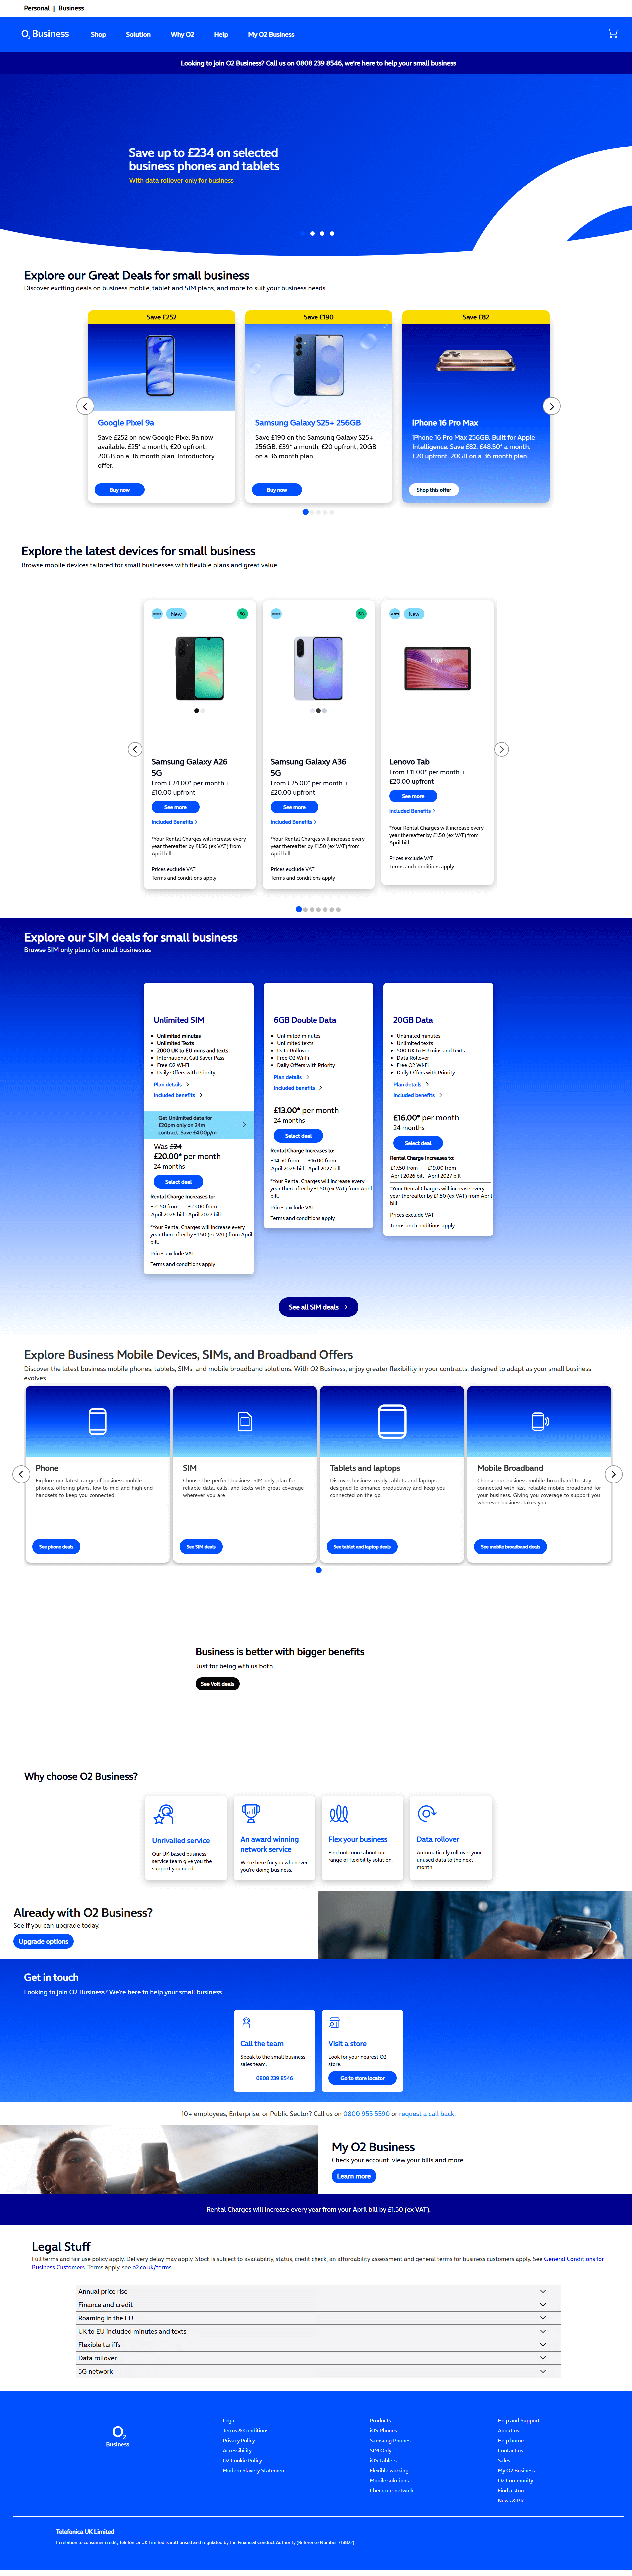 Personal | Business
O2 Business Shop Solution Why O2 Help My O2 Business
Looking to join O2 Business? Call us on 0808 239 8546, we're here to help your small business
Save up to £234 on selected
business phones and tablets
With data rollover only for business
Explore our Great Deals for small business
Discover exciting deals on business mobile, tablet and SIM plans, and more to suit your business needs.
Save £252
Google Pixel 9a
Save £252 on new Google Pixel 9a now
available. £25* a month, £20 upfront,
20GB on a 36 month plan. Introductory
offer.
Buy now
Save £190
Samsung Galaxy S25+ 256GB
Save £190 on the Samsung Galaxy S25+
256GB. £39* a month, £20 upfront, 20GB
on a 36 month plan.
Buy now
Save £82
iPhone 16 Pro Max
iPhone 16 Pro Max 256GB. Built for Apple
Intelligence. Save £82. £48.50* a month.
£20 upfront. 20GB on a 36 month plan
Shop this offer
Explore the latest devices for small business
Browse mobile devices tailored for small businesses with flexible plans and great value.
New 5G
Samsung Galaxy A26
5G
From £24.00* per month +
£10.00 upfront
See more
Included Benefits
*Your Rental Charges will increase every
year thereafter by £1.50 (ex VAT) from
April bill.
Prices exclude VAT
Terms and conditions apply
5G
Samsung Galaxy A36
5G
From £25.00* per month +
£20.00 upfront
See more
Included Benefits
*Your Rental Charges will increase every
year thereafter by £1.50 (ex VAT) from
April bill.
Prices exclude VAT
Terms and conditions apply
New
Lenovo Tab
From £11.00* per month +
£20.00 upfront
See more
Included Benefits
*Your Rental Charges will increase every
year thereafter by £1.50 (ex VAT) from
April bill.
Prices exclude VAT
Terms and conditions apply
Explore our SIM deals for small business
Browse SIM only plans for small businesses
Unlimited SIM
Unlimited minutes
Unlimited Texts
2000 UK to EU mins and texts
International Call Saver Pass
Free O2 Wi-Fi
Daily Offers with Priority
Plan details
Included benefits
Get Unlimited data for
£20pm only on 24m
contract. Save £4.00p/m
Was £24
£20.00* per month
24 months
Select deal
Rental Charge Increases to:
£21.50 from £23.00 from
April 2026 bill April 2027 bill
*Your Rental Charges will increase every
year thereafter by £1.50 (ex VAT) from April
bill.
Prices exclude VAT
Terms and conditions apply
6GB Double Data
Unlimited minutes
Unlimited texts
Data Rollover
Free O2 Wi-Fi
Daily Offers with Priority
Plan details
Included benefits
£13.00* per month
24 months
Select deal
Rental Charge Increases to:
£14.50 from £16.00 from
April 2026 bill April 2027 bill
*Your Rental Charges will increase every
year thereafter by £1.50 (ex VAT) from April
bill.
Prices exclude VAT
Terms and conditions apply
20GB Data
Unlimited minutes
Unlimited texts
500 UK to EU mins and texts
Data Rollover
Free O2 Wi-Fi
Daily Offers with Priority
Plan details
Included benefits
£16.00* per month
24 months
Select deal
Rental Charge Increases to:
£17.50 from £19.00 from
April 2026 bill April 2027 bill
*Your Rental Charges will increase every
year thereafter by £1.50 (ex VAT) from April
bill.
Prices exclude VAT
Terms and conditions apply
See all SIM deals
Explore Business Mobile Devices, SIMs, and Broadband Offers
Discover the latest business mobile phones, tablets, SIMs, and mobile broadband solutions. With O2 Business, enjoy greater flexibility in your contracts, designed to adapt as your small business
evolves.
Phone
Explore our latest range of business mobile
phones, offering plans, low to mid and high-end
handsets to keep you connected.
See phone deals
SIM
Choose the perfect business SIM only plan for
reliable data, calls, and texts with great coverage
wherever you are
See SIM deals
Tablets and laptops
Discover business-ready tablets and laptops,
designed to enhance productivity and keep you
connected on the go.
See tablet and laptop deals
Mobile Broadband
Choose our business mobile broadband to stay
connected with fast, reliable mobile broadband for
your business. Giving you coverage to support you
wherever business takes you.
See mobile broadband deals
Business is better with bigger benefits
Just for being wth us both
See Volt deals
Why choose O2 Business?
Unrivalled service
Our UK-based business
service team give you the
support you need.
An award winning
network service
We're here for you whenever
you're doing business.
Flex your business
Find out more about our
range of flexibility solution.
Data rollover
Automatically roll over your
unused data to the next
month.
Already with O2 Business?
See if you can upgrade today.
Upgrade options
Get in touch
Looking to join O2 Business? We're here to help your small business
Call the team
Speak to the small business
sales team.
0808 239 8546
Visit a store
Look for your nearest O2
store.
Go to store locator
10+ employees, Enterprise, or Public Sector? Call us on 0800 955 5590 or request a call back.
My O2 Business
Check your account, view your bills and more
Learn more
Rental Charges will increase every year from your April bill by £1.50 (ex VAT).
Legal Stuff
Full terms and fair use policy apply. Delivery delay may apply. Stock is subject to availability, status, credit check, an affordability assessment and general terms for business customers apply. See General Conditions for
Business Customers. Terms apply, see o2.co.uk/terms
Annual price rise
Finance and credit
Roaming in the EU
UK to EU included minutes and texts
Flexible tariffs
Data rollover
5G network
O2
Business
Legal
Terms & Conditions
Privacy Policy
Accessibility
O2 Cookie Policy
Modern Slavery Statement
Products
iOS Phones
Samsung Phones
SIM Only
iOS Tablets
Flexible working
Mobile solutions
Check our network
Help and Support
About us
Help home
Contact us
Sales
My O2 Business
O2 Community
Find a store
News & PR
Telefonica UK Limited
In relation to consumer credit, Telefónica UK Limited is authorised and regulated by the Financial Conduct Authority (Reference Number 718822)